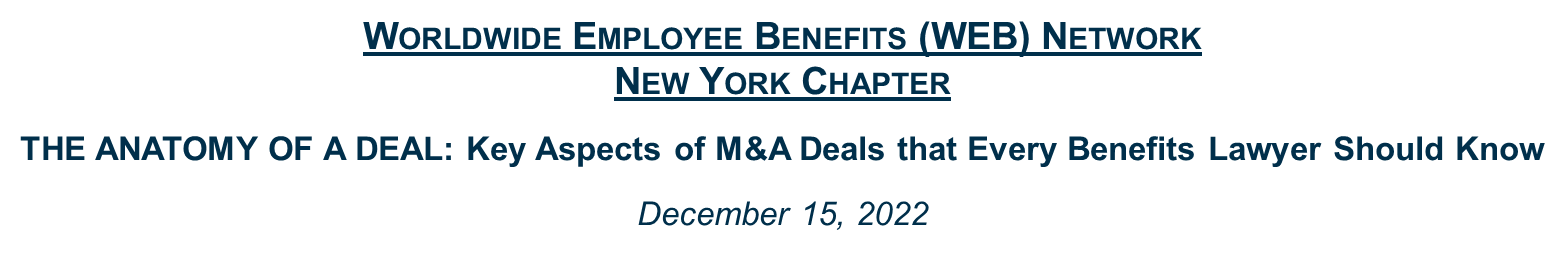 WORLDWIDE EMPLOYEE BENEFITS (WEB) NETWORK
NEW YORK CHAPTER
THE ANATOMY OF A DEAL: Key Aspects of M&A Deals that Every Benefits Lawyer Should Know
December 15, 2022